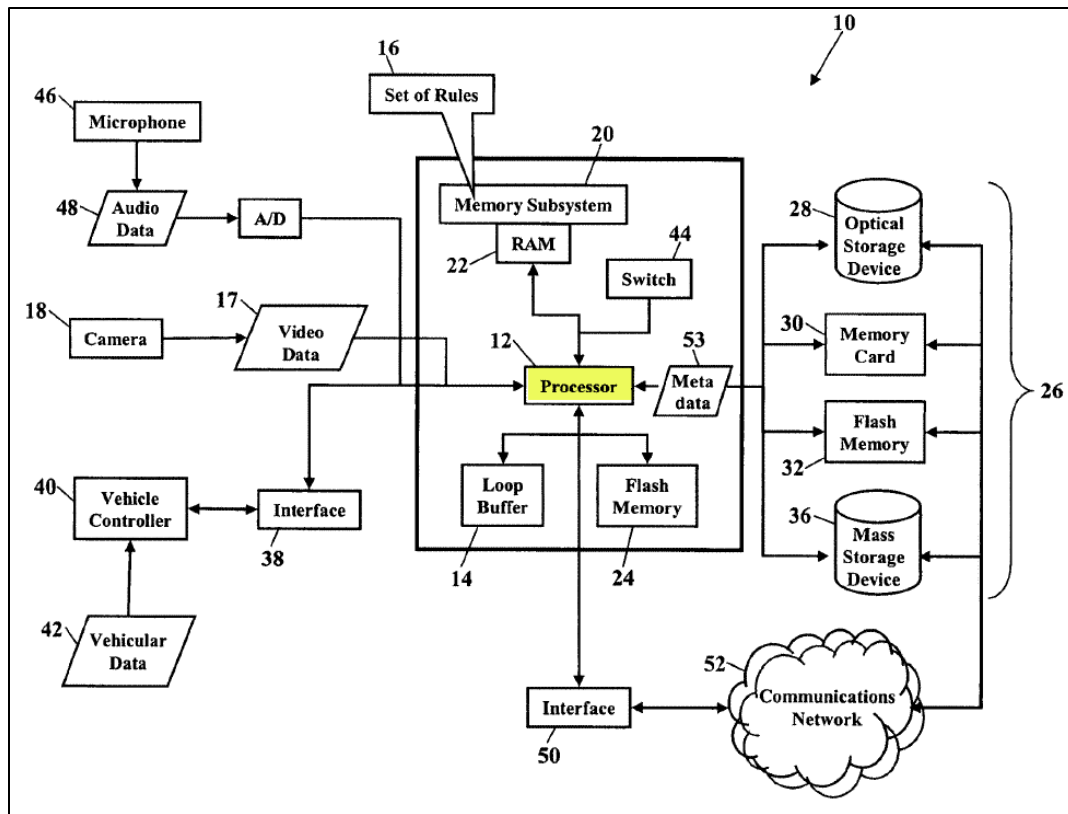 10
16
46
Set of Rules
Microphone
20
48
Audio
Data
A/D
Memory Subsystem
28
Optical
Storage
Device
RAM
22
44
Switch
17
18
Camera
Video
Data
30
Memory
Card
12
53
Processor
Meta
data
26
Flash
Memory
32
40
Vehicle
Controller
Interface
38
Loop
Buffer
Flash
Memory
36
Mass
Storage
Device
14
24
42
Vehicular
Data
52
Communications
Network
Interface
50